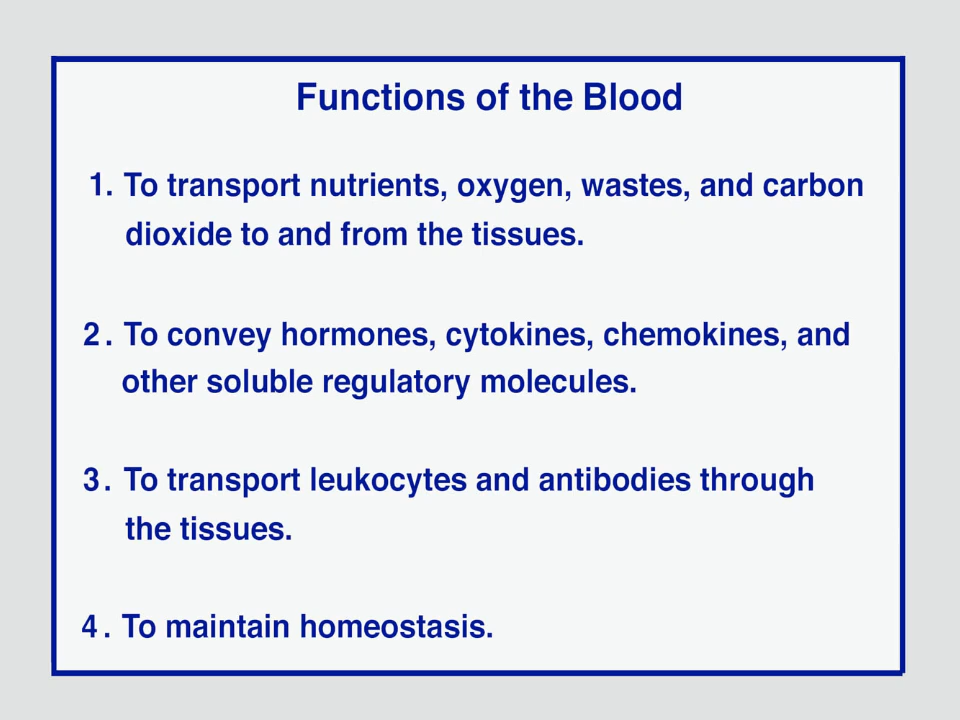 Functions of the Blood
1. To transport nutrients, oxygen, wastes, and carbon
dioxide to and from the tissues.
2. To convey hormones, cytokines, chemokines, and
other soluble regulatory molecules.
3. To transport leukocytes and antibodies through
the tissues.
4. To maintain homeostasis.